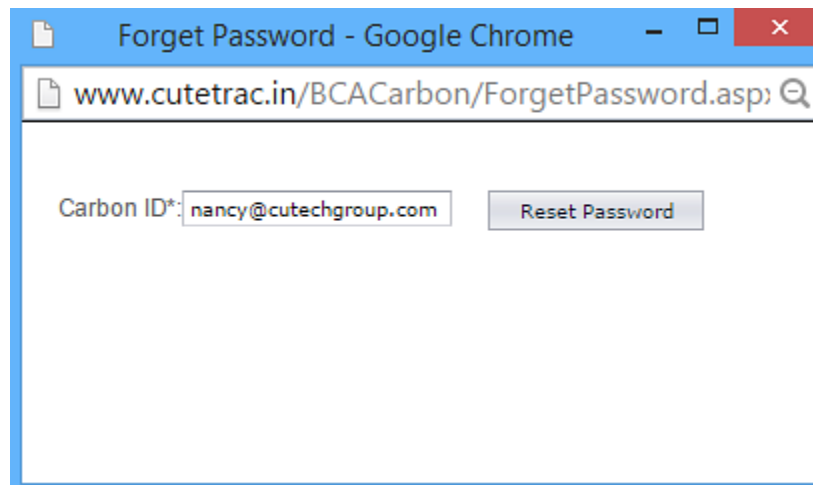 Forget Password - Google Chrome
www.cutetrac.in/BCACarbon/ForgetPassword.asp
Carbon ID*: nancy@cutechgroup.com Reset Password